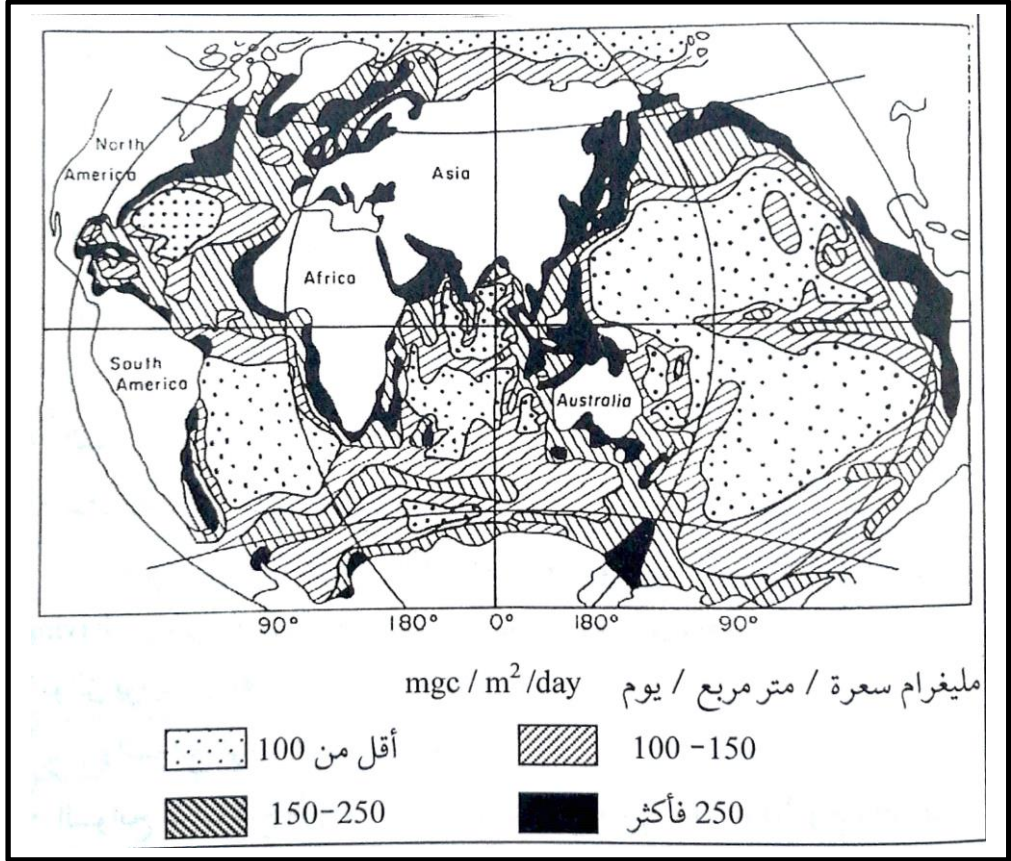 North
America
Asia
Africa
South
America
Australia
90° 180° 0° 180° 90°
mgc / m²/day مليغرام سعرة / متر مربع / يوم
أقل من 100
100 -150
150-250
250 فأكثر